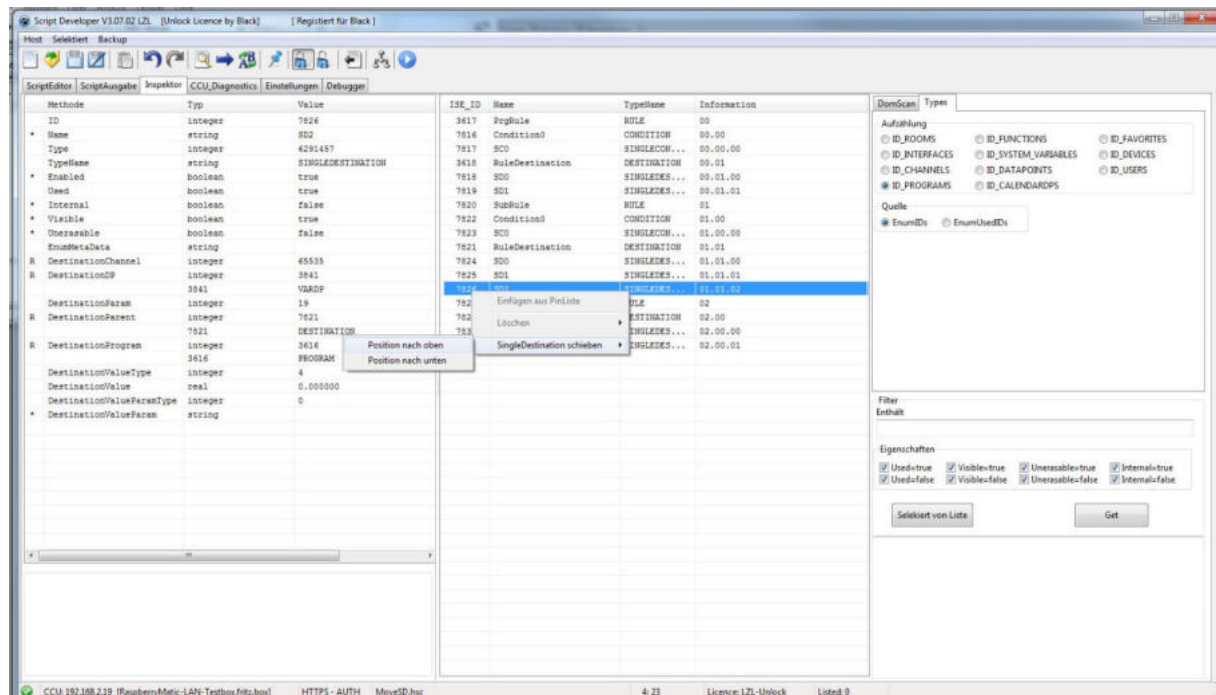 Script Developer V3.07.02 LZL [Unlock Licence by Black] [ Registiert für Black ]
Host Selektiert Backup
ScriptEditor ScriptAusgabe Inspektor CCU_Diagnostics Einstellungen Debugger
Methode Typ Value
ID integer 7826
* Name string SD2
Type integer 6291457
TypeName string SINGLEDESTINATION
* Enabled boolean true
Used boolean true
* Internal boolean false
* Visible boolean true
* Unerasable boolean false
EnumMetaData string
R DestinationChannel integer 65535
R DestinationDP integer 3841
3841 VARDP
DestinationParam integer 19
R DestinationParent integer 7821
7821 DESTINATION
R DestinationProgram integer 3616
3616 PROGRAM
DestinationValueType integer 4
DestinationValue real 0.000000
DestinationValueParamType integer 0
* DestinationValueParam string
ISE_ID Name TypeName Information
3617 PrgRule RULE 00
7816 Condition0 CONDITION 00.00
7817 SC0 SINGLECON... 00.00.00
3618 RuleDestination DESTINATION 00.01
7818 SD0 SINGLEDES... 00.01.00
7819 SD1 SINGLEDES... 00.01.01
7820 SubRule RULE 01
7822 Condition0 CONDITION 01.00
7823 SC0 SINGLECON... 01.00.00
7821 RuleDestination DESTINATION 01.01
7824 SD0 SINGLEDES... 01.01.00
7825 SD1 SINGLEDES... 01.01.01
7826 SD2 SINGLEDES... 01.01.02
02
02.00
02.00.00
02.00.01
Einfügen aus PinListe
Löschen
SingleDestination schieben
Position nach oben
Position nach unten
DomScan Types
Aufzählung
ID_ROOMS ID_FUNCTIONS ID_FAVORITES
ID_INTERFACES ID_SYSTEM_VARIABLES ID_DEVICES
ID_CHANNELS ID_DATAPOINTS ID_USERS
ID_PROGRAMS ID_CALENDARDPS
Quelle
EnumIDs EnumUsedIDs
Filter
Enthält
Eigenschaften
Used=true Visible=true Unerasable=true Internal=true
Used=false Visible=false Unerasable=false Internal=false
Selekiert von Liste Get
CCU: 192.168.2.19 [RaspberryMatic-LAN-Testbox.fritz.box] HTTPS - AUTH MoveSD.hsc 4: 23 Licence: LZL-Unlock Listed: 0